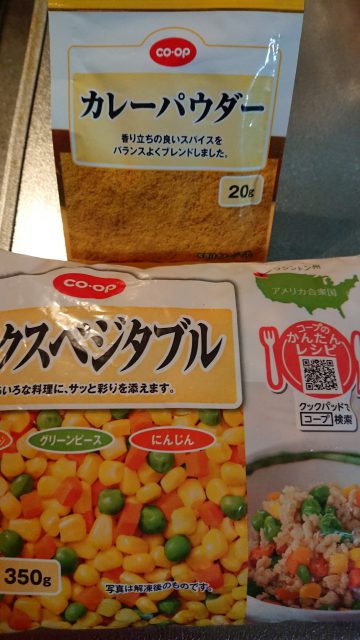 CO・OP
カレーパウダー
香り立ちの良いスパイスを
バランスよくブレンドしました。
20g
CO・OP
クスベジタブル
いろな料理に、サッと彩りを添えます。
グリーンピース
にんじん
350g
写真は解凍後のものです。
ワシントン州
アメリカ合衆国
コープの
かんたん
レシピ
クックパッドで
コープ 検索